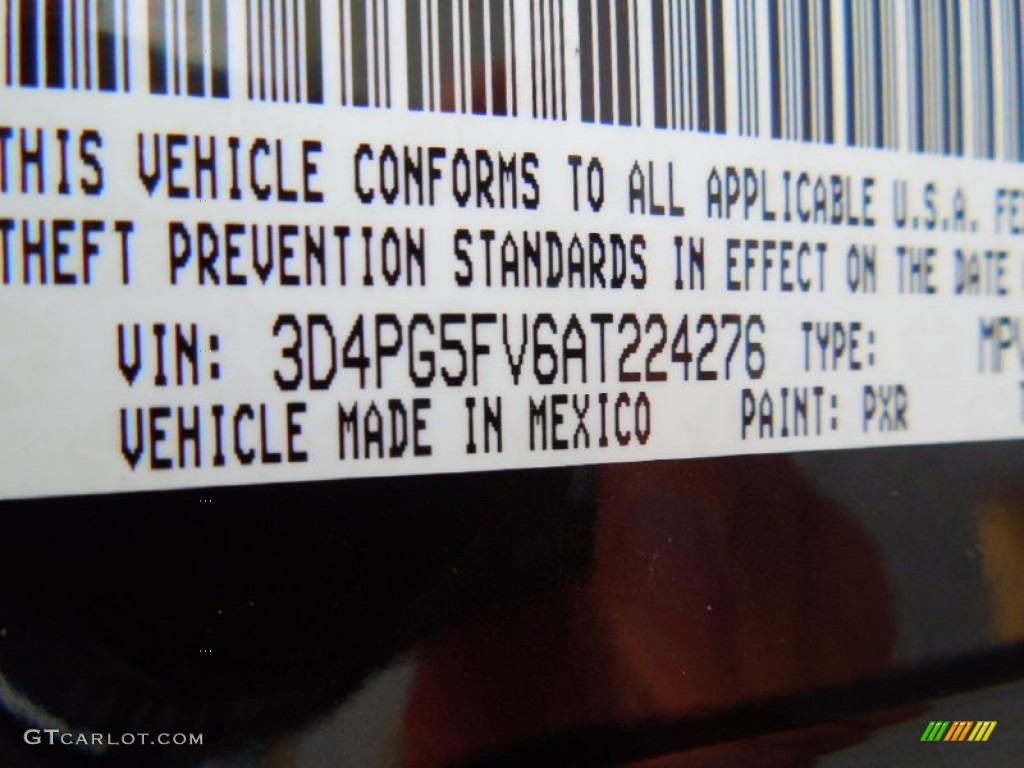 THIS VEHICLE CONFORMS TO ALL APPLICABLE U.S.A.
THEFT PREVENTION STANDARDS IN EFFECT ON THE DATE
VIN: 3D4PG5FV6AT224276 TYPE: MPV
VEHICLE MADE IN MEXICO PAINT: PXR
GTCARLOT.COM